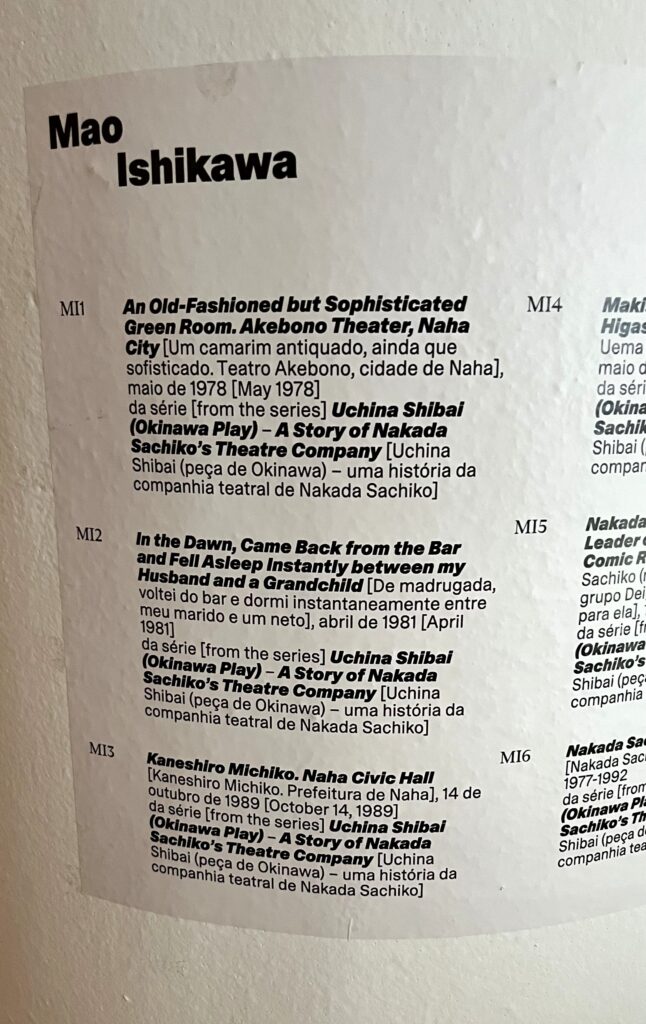 Mao
Ishikawa
MI1
An Old-Fashioned but Sophisticated
Green Room. Akebono Theater, Naha
City [Um camarim antiquado, ainda que
sofisticado. Teatro Akebono, cidade de Naha],
maio de 1978 [May 1978]
da série [from the series] Uchina Shibai
(Okinawa Play) – A Story of Nakada
Sachiko's Theatre Company [Uchina
Shibai (peça de Okinawa) – uma história da
companhia teatral de Nakada Sachiko]
MI2
In the Dawn, Came Back from the Bar
and Fell Asleep Instantly between my
Husband and a Grandchild [De madrugada,
voltei do bar e dormi instantaneamente entre
meu marido e um neto], abril de 1981 [April
1981]
da série [from the series] Uchina Shibai
(Okinawa Play) – A Story of Nakada
Sachiko's Theatre Company [Uchina
Shibai (peça de Okinawa) – uma história da
companhia teatral de Nakada Sachiko]
MI3
Kaneshiro Michiko. Naha Civic Hall
[Kaneshiro Michiko. Prefeitura de Naha], 14 de
outubro de 1989 [October 14, 1989]
da série [from the series] Uchina Shibai
(Okinawa Play) – A Story of Nakada
Sachiko's Theatre Company [Uchina
Shibai (peça de Okinawa) – uma história da
companhia teatral de Nakada Sachiko]
MI4
Maki
Higas
Uema
maio d
da séri
(Okina
Sachik
Shibai (
compan
MI5
Nakada
Leader
Comic R
Sachiko (
grupo Dei
para ela],
da série [f
(Okinawa
Sachiko's
Shibai (peç
companhia
MI6
Nakada Sa
[Nakada Sac
1977-1992
da série [from
(Okinawa Pl
Sachiko's Th
Shibai (peça d
companhia tea